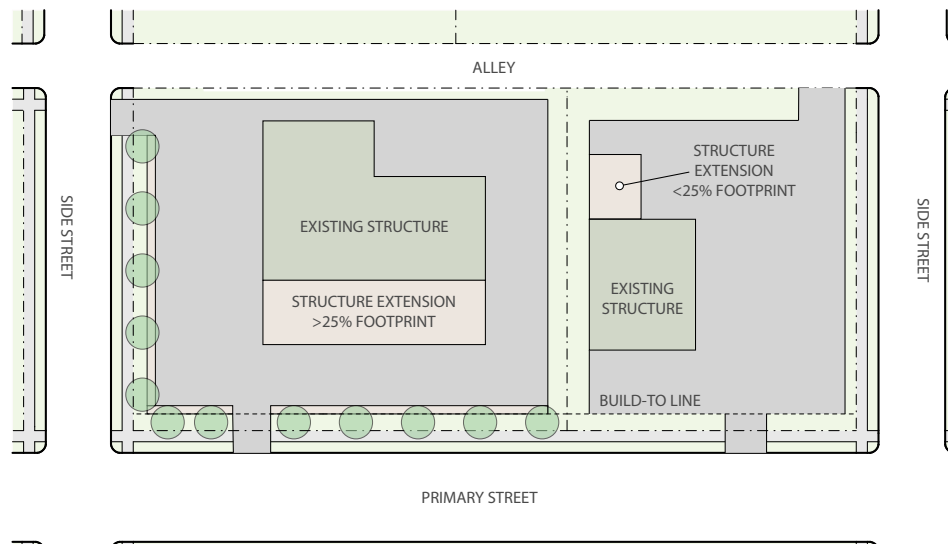 ALLEY
SIDE STREET
EXISTING STRUCTURE
STRUCTURE EXTENSION
>25% FOOTPRINT
STRUCTURE
EXTENSION
<25% FOOTPRINT
EXISTING
STRUCTURE
BUILD-TO LINE
SIDE STREET
PRIMARY STREET